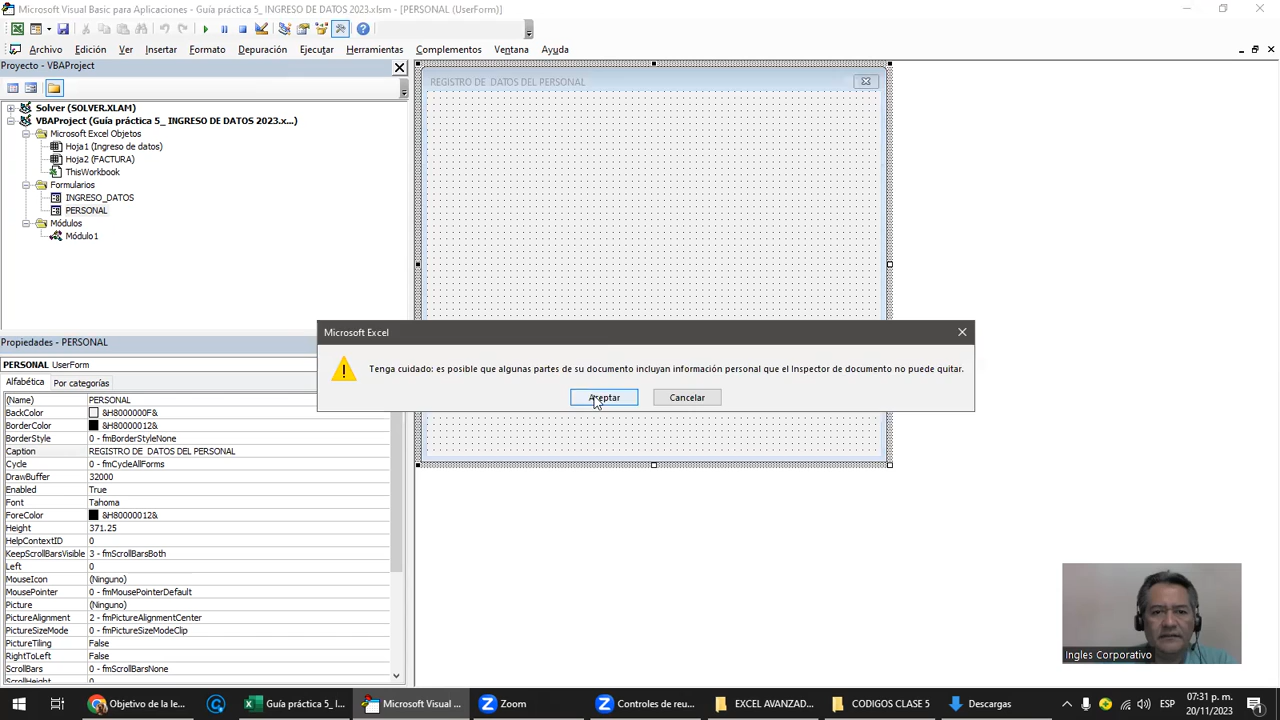 Microsoft Visual Basic para Aplicaciones - Guía práctica 5_ INGRESO DE DATOS 2023.xlsm - [PERSONAL (UserForm)]
Archivo Edición Ver Insertar Formato Depuración Ejecutar Herramientas Complementos Ventana Ayuda
Proyecto - VBAProject
Solver (SOLVER.XLAM)
VBAProject (Guía práctica 5_ INGRESO DE DATOS 2023.x...)
Microsoft Excel Objetos
Hoja1 (Ingreso de datos)
Hoja2 (FACTURA)
ThisWorkbook
Formularios
INGRESO_DATOS
PERSONAL
Módulos
Módulo1
REGISTRO DE DATOS DEL PERSONAL
Microsoft Excel
Tenga cuidado: es posible que algunas partes de su documento incluyan información personal que el Inspector de documento no puede quitar.
Aceptar Cancelar
Propiedades - PERSONAL
PERSONAL UserForm
Alfabética Por categorías
(Name) PERSONAL
BackColor &H8000000F&
BorderColor &H80000012&
BorderStyle 0 - fmBorderStyleNone
Caption REGISTRO DE DATOS DEL PERSONAL
Cycle 0 - fmCycleAllForms
DrawBuffer 32000
Enabled True
Font Tahoma
ForeColor &H80000012&
Height 371.25
HelpContextID 0
KeepScrollBarsVisible 3 - fmScrollBarsBoth
Left 0
MouseIcon (Ninguno)
MousePointer 0 - fmMousePointerDefault
Picture (Ninguno)
PictureAlignment 2 - fmPictureAlignmentCenter
PictureSizeMode 0 - fmPictureSizeModeClip
PictureTiling False
RightToLeft False
ScrollBars 0 - fmScrollBarsNone
Ingles Corporativo
Objetivo de la le...
Guía práctica 5_ I...
Microsoft Visual ...
Zoom
Controles de reu...
EXCEL AVANZAD...
CODIGOS CLASE 5
Descargas
ESP
07:31 p. m.
20/11/2023
1